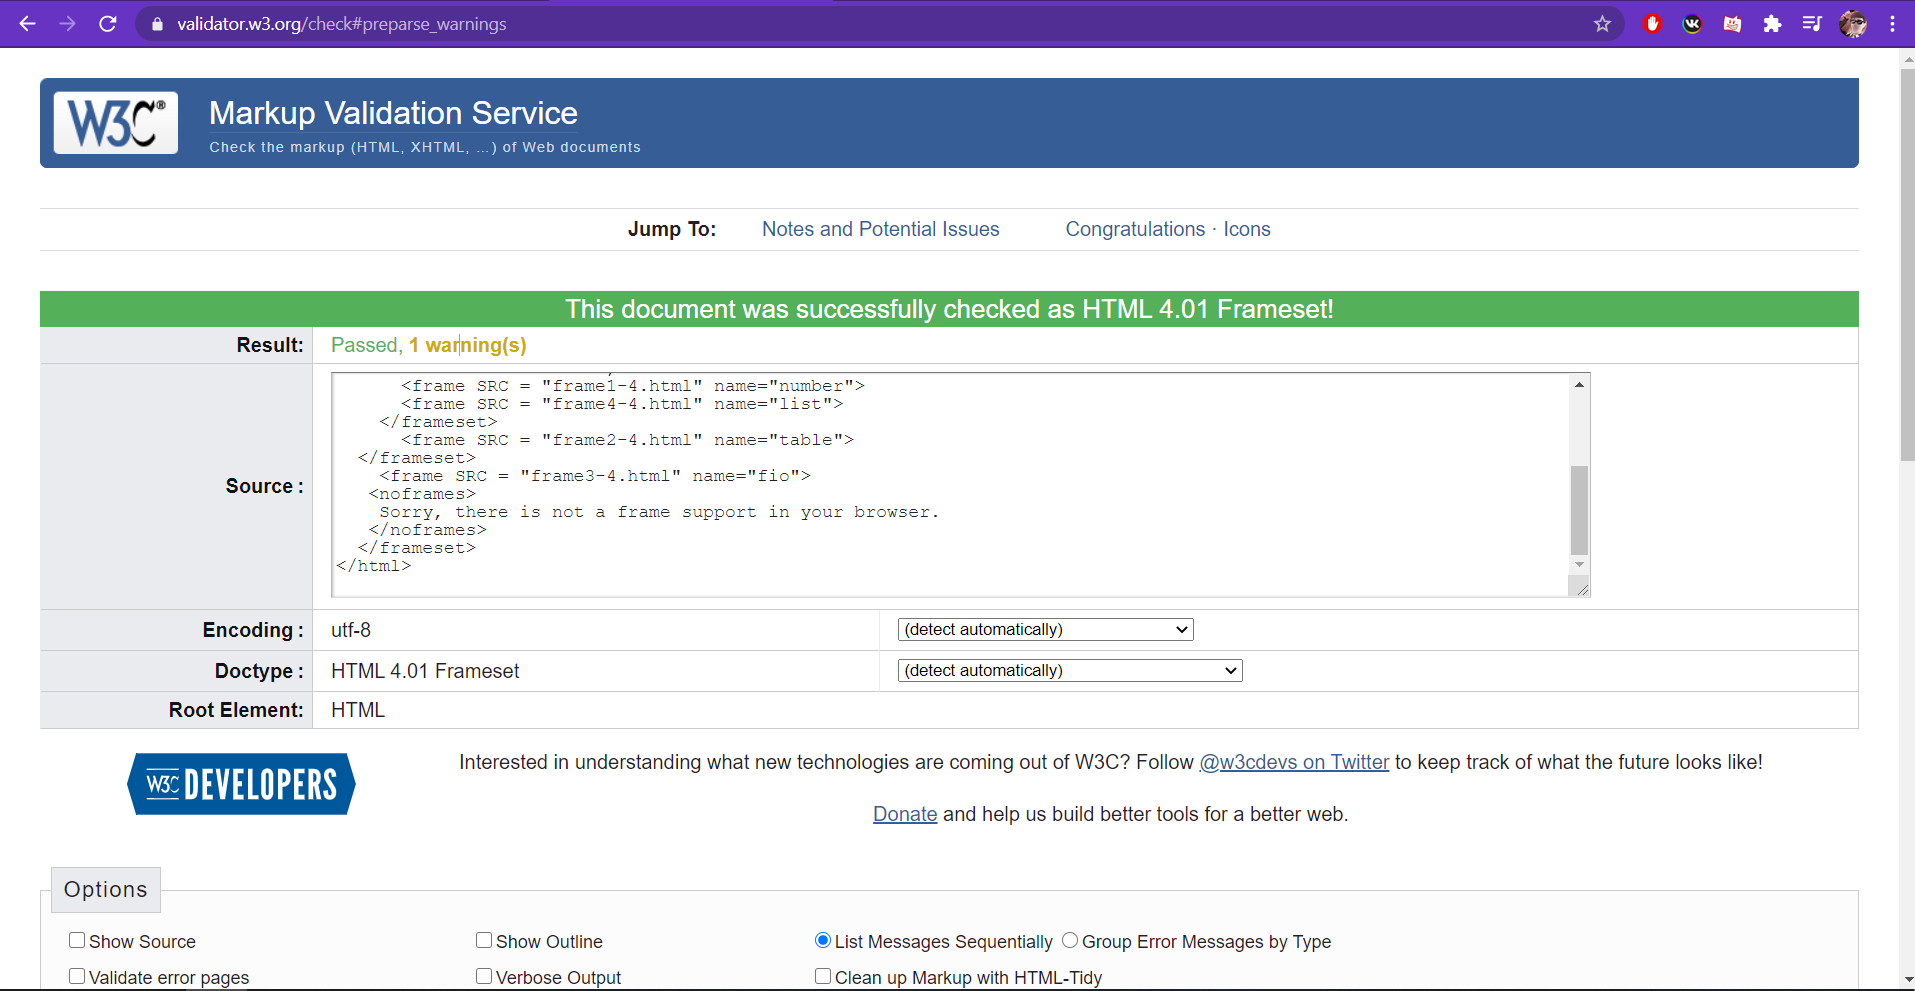 validator.w3.org/check#preparse_warnings
W3C®
Markup Validation Service
Check the markup (HTML, XHTML, …) of Web documents
Jump To: Notes and Potential Issues Congratulations · Icons
This document was successfully checked as HTML 4.01 Frameset!
Result: Passed, 1 warning(s)
<frame SRC = "frame1-4.html" name="number">
<frame SRC = "frame4-4.html" name="list">
</frameset>
<frame SRC = "frame2-4.html" name="table">
</frameset>
<frame SRC = "frame3-4.html" name="fio">
Source :
<noframes>
Sorry, there is not a frame support in your browser.
</noframes>
</frameset>
</html>
Encoding : utf-8 (detect automatically)
Doctype : HTML 4.01 Frameset (detect automatically)
Root Element: HTML
W3C DEVELOPERS
Interested in understanding what new technologies are coming out of W3C? Follow @w3cdevs on Twitter to keep track of what the future looks like!
Donate and help us build better tools for a better web.
Options
Show Source Show Outline List Messages Sequentially Group Error Messages by Type
Validate error pages Verbose Output Clean up Markup with HTML-Tidy